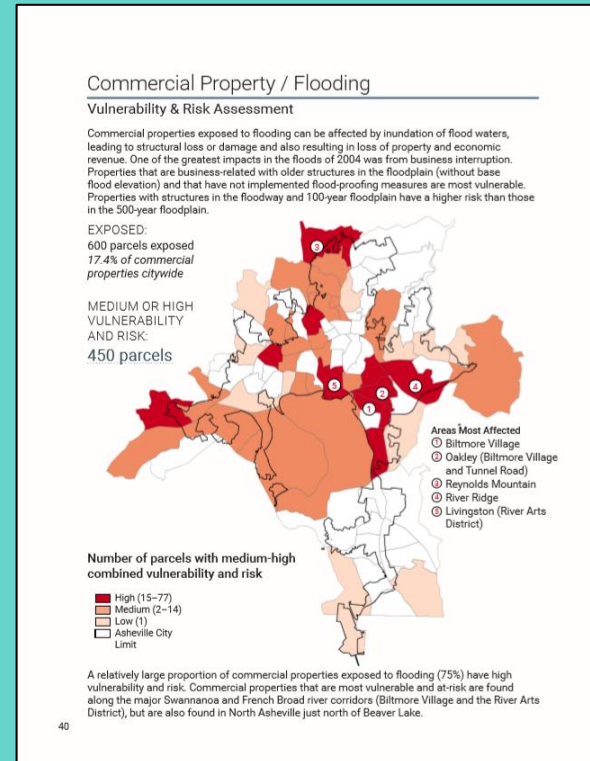 Commercial Property / Flooding
Vulnerability & Risk Assessment
Commercial properties exposed to flooding can be affected by inundation of flood waters,
leading to structural loss or damage and also resulting in loss of property and economic
revenue. One of the greatest impacts in the floods of 2004 was from business interruption.
Properties that are business-related with older structures in the floodplain (without base
flood elevation) and that have not implemented flood-proofing measures are most vulnerable.
Properties with structures in the floodway and 100-year floodplain have a higher risk than those
in the 500-year floodplain.
EXPOSED:
600 parcels exposed
17.4% of commercial
properties citywide
MEDIUM OR HIGH
VULNERABILITY
AND RISK:
450 parcels
3
5
2
4
1
Areas Most Affected
1 Biltmore Village
2 Oakley (Biltmore Village
and Tunnel Road)
3 Reynolds Mountain
4 River Ridge
5 Livingston (River Arts
District)
Number of parcels with medium-high
combined vulnerability and risk
High (15–77)
Medium (2–14)
Low (1)
Asheville City
Limit
A relatively large proportion of commercial properties exposed to flooding (75%) have high
vulnerability and risk. Commercial properties that are most vulnerable and at-risk are found
along the major Swannanoa and French Broad river corridors (Biltmore Village and the River Arts
District), but are also found in North Asheville just north of Beaver Lake.
40